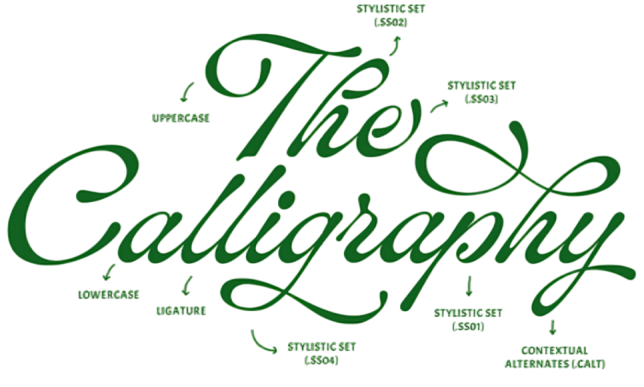 STYLISTIC SET
(.SS02)
STYLISTIC SET
(.SS03)
UPPERCASE
The
Calligraphy
LOWERCASE
LIGATURE
STYLISTIC SET
(.SS04)
STYLISTIC SET
(.SS01)
CONTEXTUAL
ALTERNATES (.CALT)